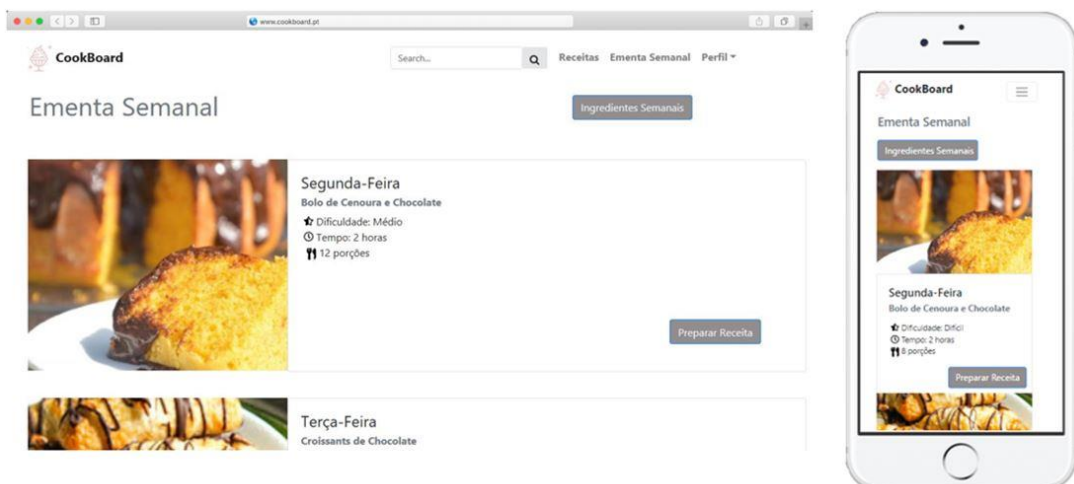 www.cookboard.pt
CookBoard
Search...
Receitas Ementa Semanal Perfil
Ementa Semanal
Ingredientes Semanais
Segunda-Feira
Bolo de Cenoura e Chocolate
Dificuldade: Médio
Tempo: 2 horas
12 porções
Preparar Receita
Terça-Feira
Croissants de Chocolate
CookBoard
Ementa Semanal
Ingredientes Semanais
Segunda-Feira
Bolo de Cenoura e Chocolate
Dificuldade: Difícil
Tempo: 2 horas
6 porções
Preparar Receita